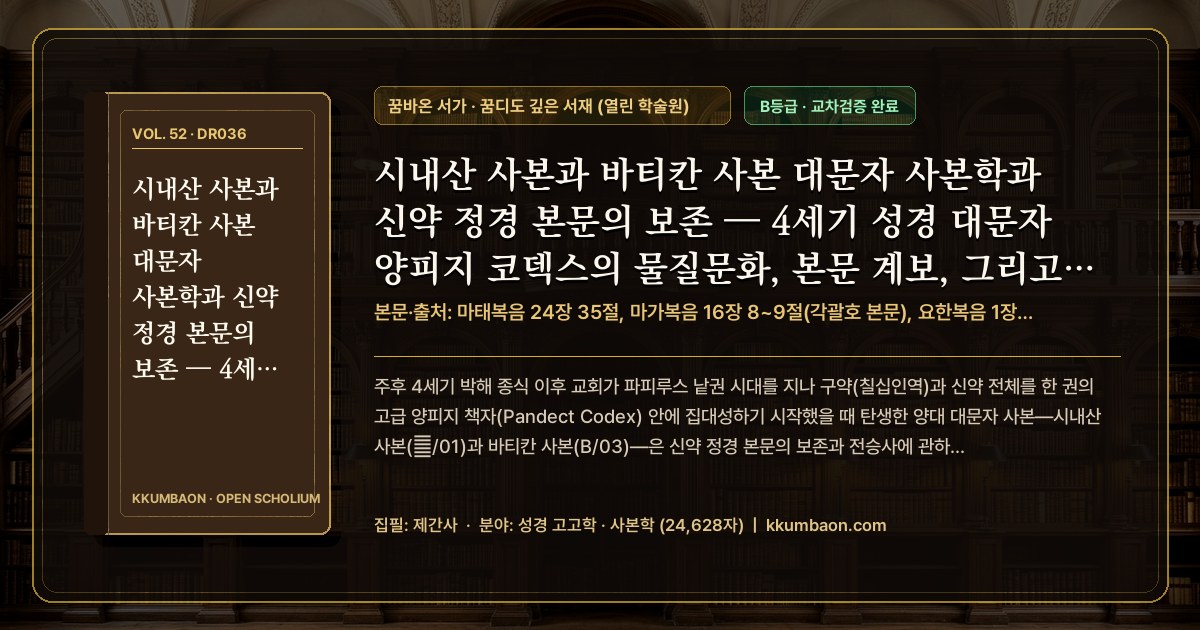 VOL. 52 · DR036
시내산 사본과
바티칸 사본
대문자
사본학과 신약
정경 본문의
보존 — 4세…
KKUMBAON · OPEN SCHOLIUM
꿈바온 서가 · 꿈디도 깊은 서재 (열린 학술원)
B등급 · 교차검증 완료
시내산 사본과 바티칸 사본 대문자 사본학과
신약 정경 본문의 보존 — 4세기 성경 대문자
양피지 코덱스의 물질문화, 본문 계보, 그리고…
본문·출처: 마태복음 24장 35절, 마가복음 16장 8~9절(각괄호 본문), 요한복음 1장...
주후 4세기 박해 종식 이후 교회가 파피루스 낱권 시대를 지나 구약(칠십인역)과 신약 전체를 한 권의
고급 양피지 책자(Pandect Codex) 안에 집대성하기 시작했을 때 탄생한 양대 대문자 사본—시내산
사본(/01)과 바티칸 사본(B/03)—은 신약 정경 본문의 보존과 전승사에 관하...
집필: 제간사 · 분야: 성경 고고학 · 사본학 (24,628자) | kkumbaon.com